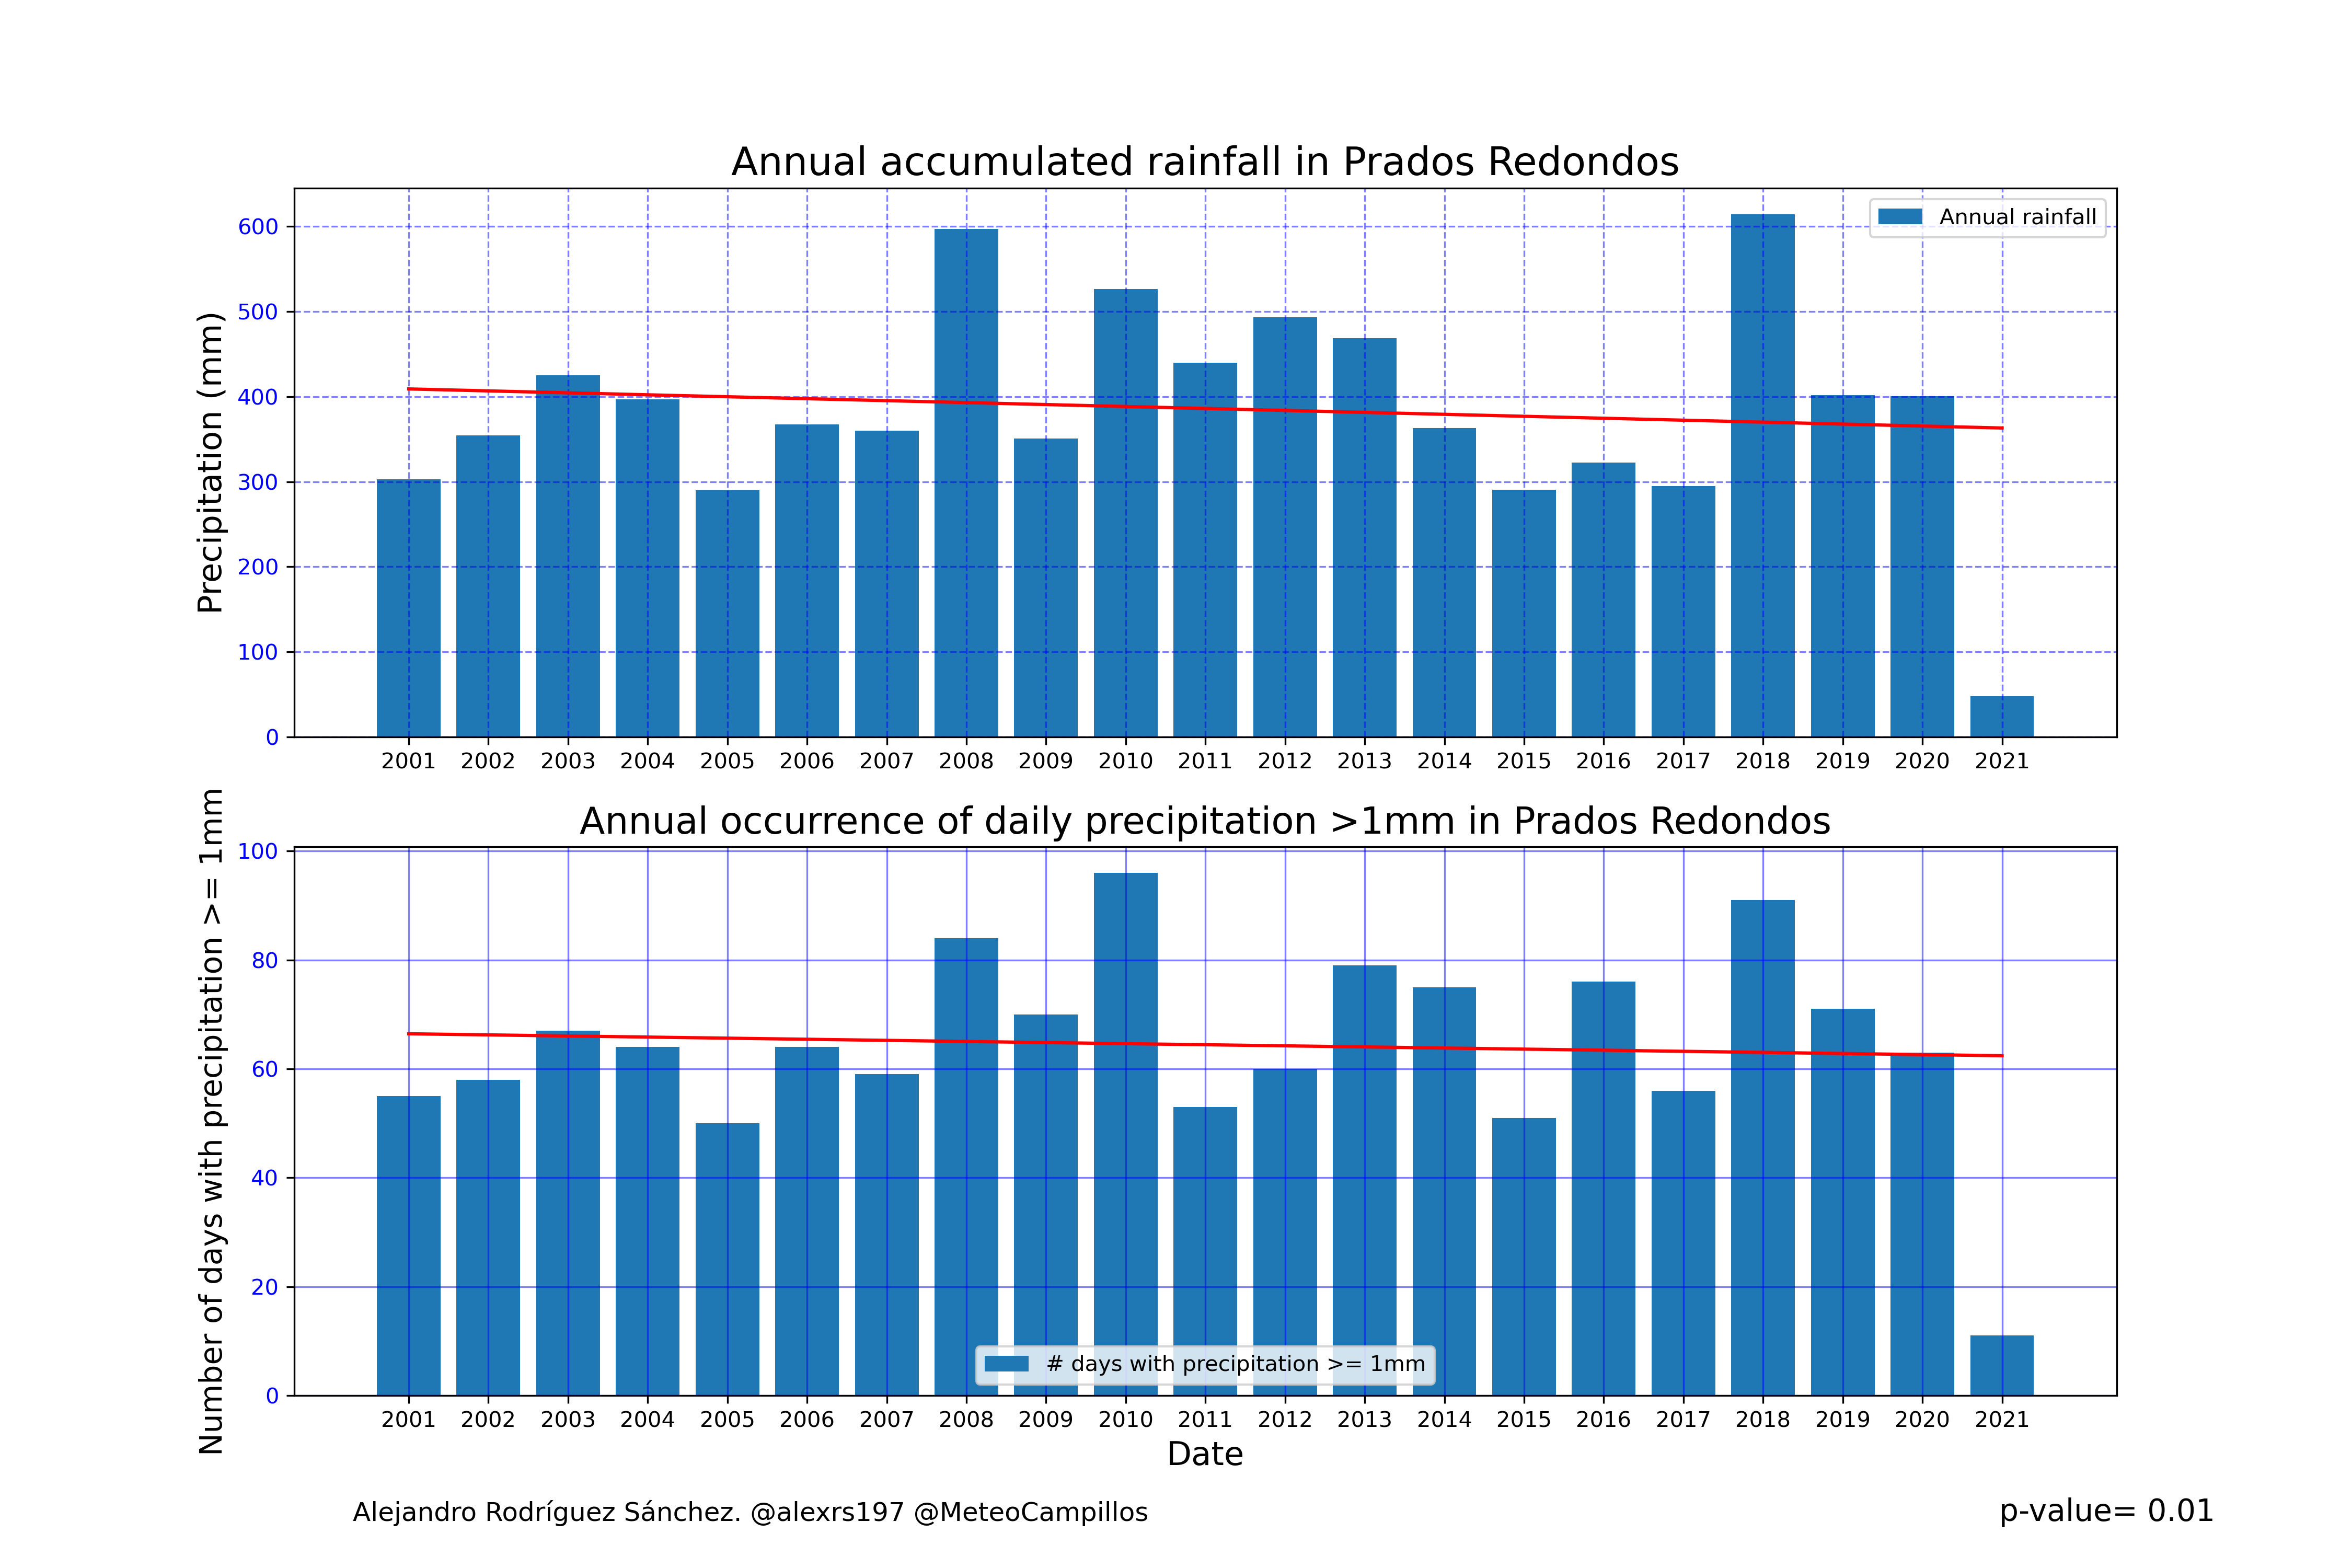 Annual accumulated rainfall in Prados Redondos
Precipitation (mm)
600
500
400
300
200
100
0
Annual rainfall
2001 2002 2003 2004 2005 2006 2007 2008 2009 2010 2011 2012 2013 2014 2015 2016 2017 2018 2019 2020 2021
Annual occurrence of daily precipitation >1mm in Prados Redondos
Number of days with precipitation >= 1mm
100
80
60
40
20
0
# days with precipitation >= 1mm
2001 2002 2003 2004 2005 2006 2007 2008 2009 2010 2011 2012 2013 2014 2015 2016 2017 2018 2019 2020 2021
Date
Alejandro Rodríguez Sánchez. @alexrs197 @MeteoCampillos
p-value= 0.01